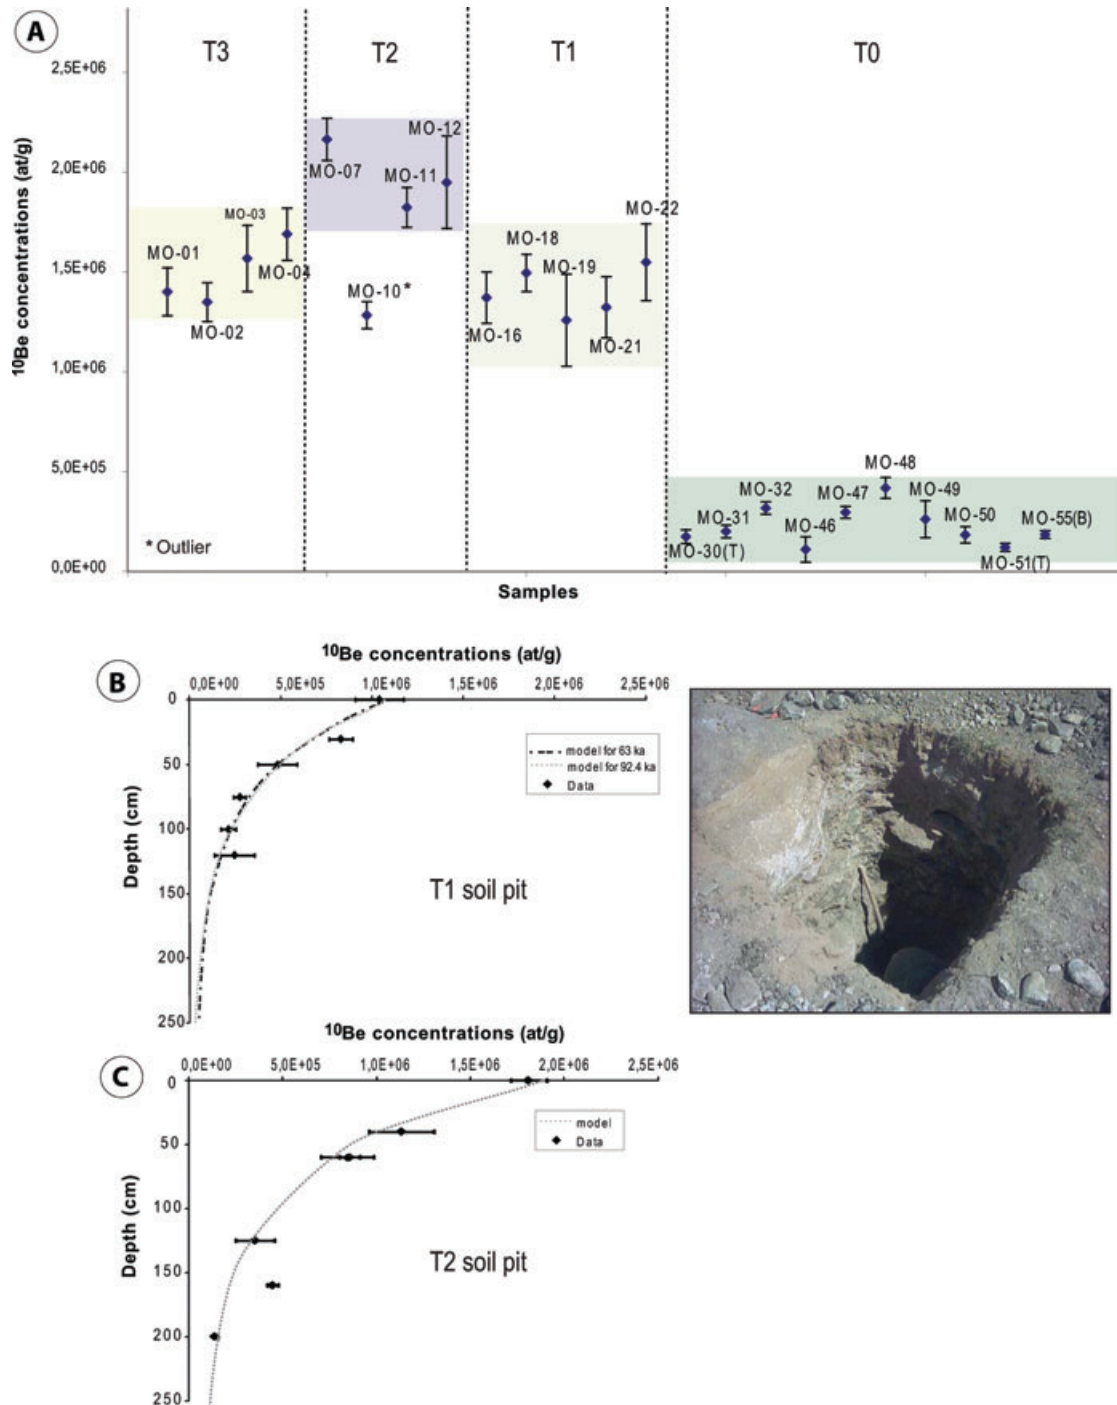 A
T3
T2
T1
T0
2,5E+06
2,0E+06
1,5E+06
1,0E+06
5,0E+05
0,0E+00
10Be concentrations (at/g)
MO-01
MO-02
MO-03
MO-04
MO-07
MO-10*
MO-11
MO-12
MO-16
MO-18
MO-19
MO-21
MO-22
MO-30(T)
MO-31
MO-32
MO-46
MO-47
MO-48
MO-49
MO-50
MO-51(T)
MO-55(B)
* Outlier
Samples
B
10Be concentrations (at/g)
0,0E+00 5,0E+05 1,0E+06 1,5E+06 2,0E+06 2,5E+06
0
50
100
150
200
250
Depth (cm)
model for 63 ka
model for 92.4 ka
Data
T1 soil pit
C
10Be concentrations (at/g)
0,0E+00 5,0E+05 1,0E+06 1,5E+06 2,0E+06 2,5E+06
0
50
100
150
200
250
Depth (cm)
model
Data
T2 soil pit